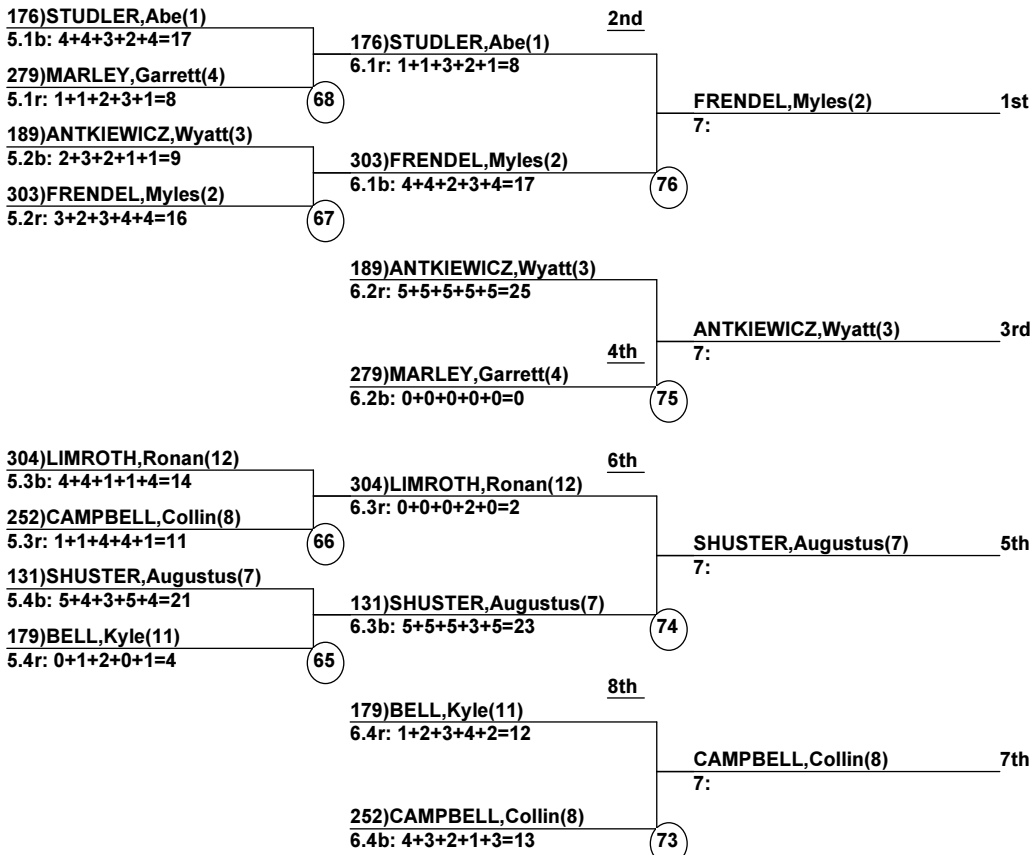 176)STUDLER,Abe(1)
5.1b: 4+4+3+2+4=17
279)MARLEY,Garrett(4)
5.1r: 1+1+2+3+1=8
68
189)ANTKIEWICZ,Wyatt(3)
5.2b: 2+3+2+1+1=9
303)FRENDEL,Myles(2)
5.2r: 3+2+3+4+4=16
67
2nd
176)STUDLER,Abe(1)
6.1r: 1+1+3+2+1=8
303)FRENDEL,Myles(2)
6.1b: 4+4+2+3+4=17
76
FRENDEL,Myles(2) 1st
7:
189)ANTKIEWICZ,Wyatt(3)
6.2r: 5+5+5+5+5=25
4th
279)MARLEY,Garrett(4)
6.2b: 0+0+0+0+0=0
75
ANTKIEWICZ,Wyatt(3) 3rd
7:
304)LIMROTH,Ronan(12)
5.3b: 4+4+1+1+4=14
252)CAMPBELL,Collin(8)
5.3r: 1+1+4+4+1=11
66
131)SHUSTER,Augustus(7)
5.4b: 5+4+3+5+4=21
179)BELL,Kyle(11)
5.4r: 0+1+2+0+1=4
65
6th
304)LIMROTH,Ronan(12)
6.3r: 0+0+0+2+0=2
131)SHUSTER,Augustus(7)
6.3b: 5+5+5+3+5=23
74
SHUSTER,Augustus(7) 5th
7:
8th
179)BELL,Kyle(11)
6.4r: 1+2+3+4+2=12
252)CAMPBELL,Collin(8)
6.4b: 4+3+2+1+3=13
73
CAMPBELL,Collin(8) 7th
7: